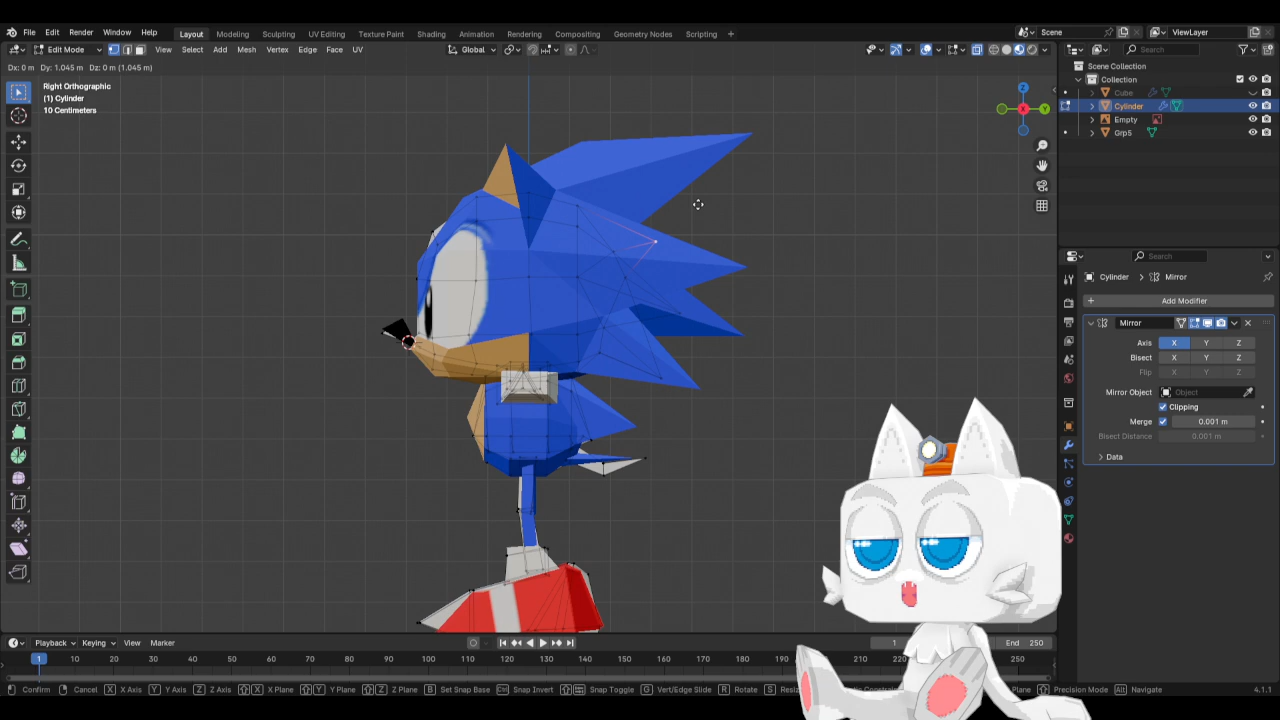 File Edit Render Window Help Layout Modeling Sculpting UV Editing Texture Paint Shading Animation Rendering Compositing Geometry Nodes Scripting + Scene ViewLayer
Edit Mode View Select Add Mesh Vertex Edge Face UV Global Search
Dx: 0 m Dy: 1.045 m Dz: 0 m (1.045 m)
Right Orthographic
(1) Cylinder
10 Centimeters
Z
X
Y
Scene Collection
Collection
Cube
Cylinder
Empty
Grp5
Search
Cylinder Mirror
Add Modifier
Mirror
Axis X Y Z
Bisect X Y Z
Flip X Y Z
Mirror Object Object
Clipping
Merge 0.001 m
Bisect Distance 0.001 m
Data
Playback Keying View Marker 1 End 250
1 10 20 30 40 50 60 70 80 90 100 110 120 130 140 150 160 170 180 190 200 250
Confirm Cancel X X Axis Y Y Axis Z Z Axis X X Plane Y Y Plane Z Z Plane B Set Snap Base Ctrl Snap Invert Snap Toggle G Vert/Edge Slide R Rotate S Plane Precision Mode Alt Navigate 4.1.1